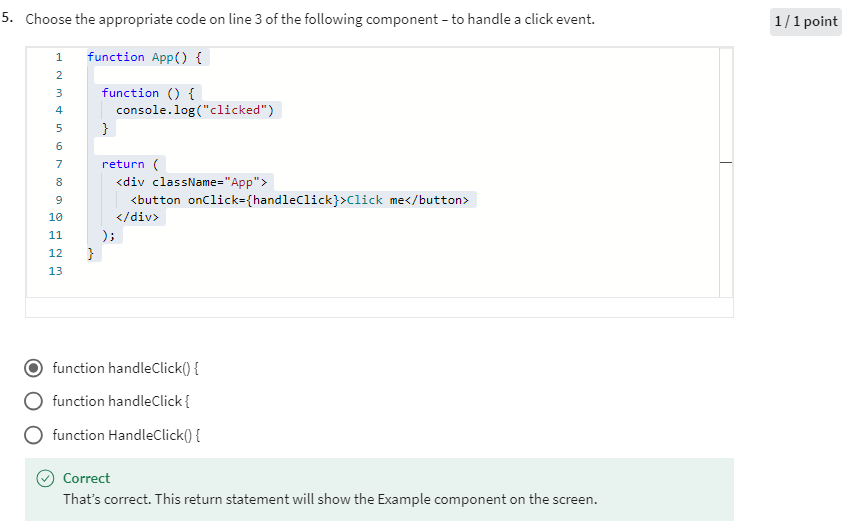 5. Choose the appropriate code on line 3 of the following component – to handle a click event.
1 / 1 point
1 function App() {
2
3 function () {
4 console.log("clicked")
5 }
6
7 return (
8 <div className="App">
9 <button onClick={handleClick}>Click me</button>
10 </div>
11 );
12 }
13
function handleClick() {
function handleClick {
function HandleClick() {
Correct
That's correct. This return statement will show the Example component on the screen.